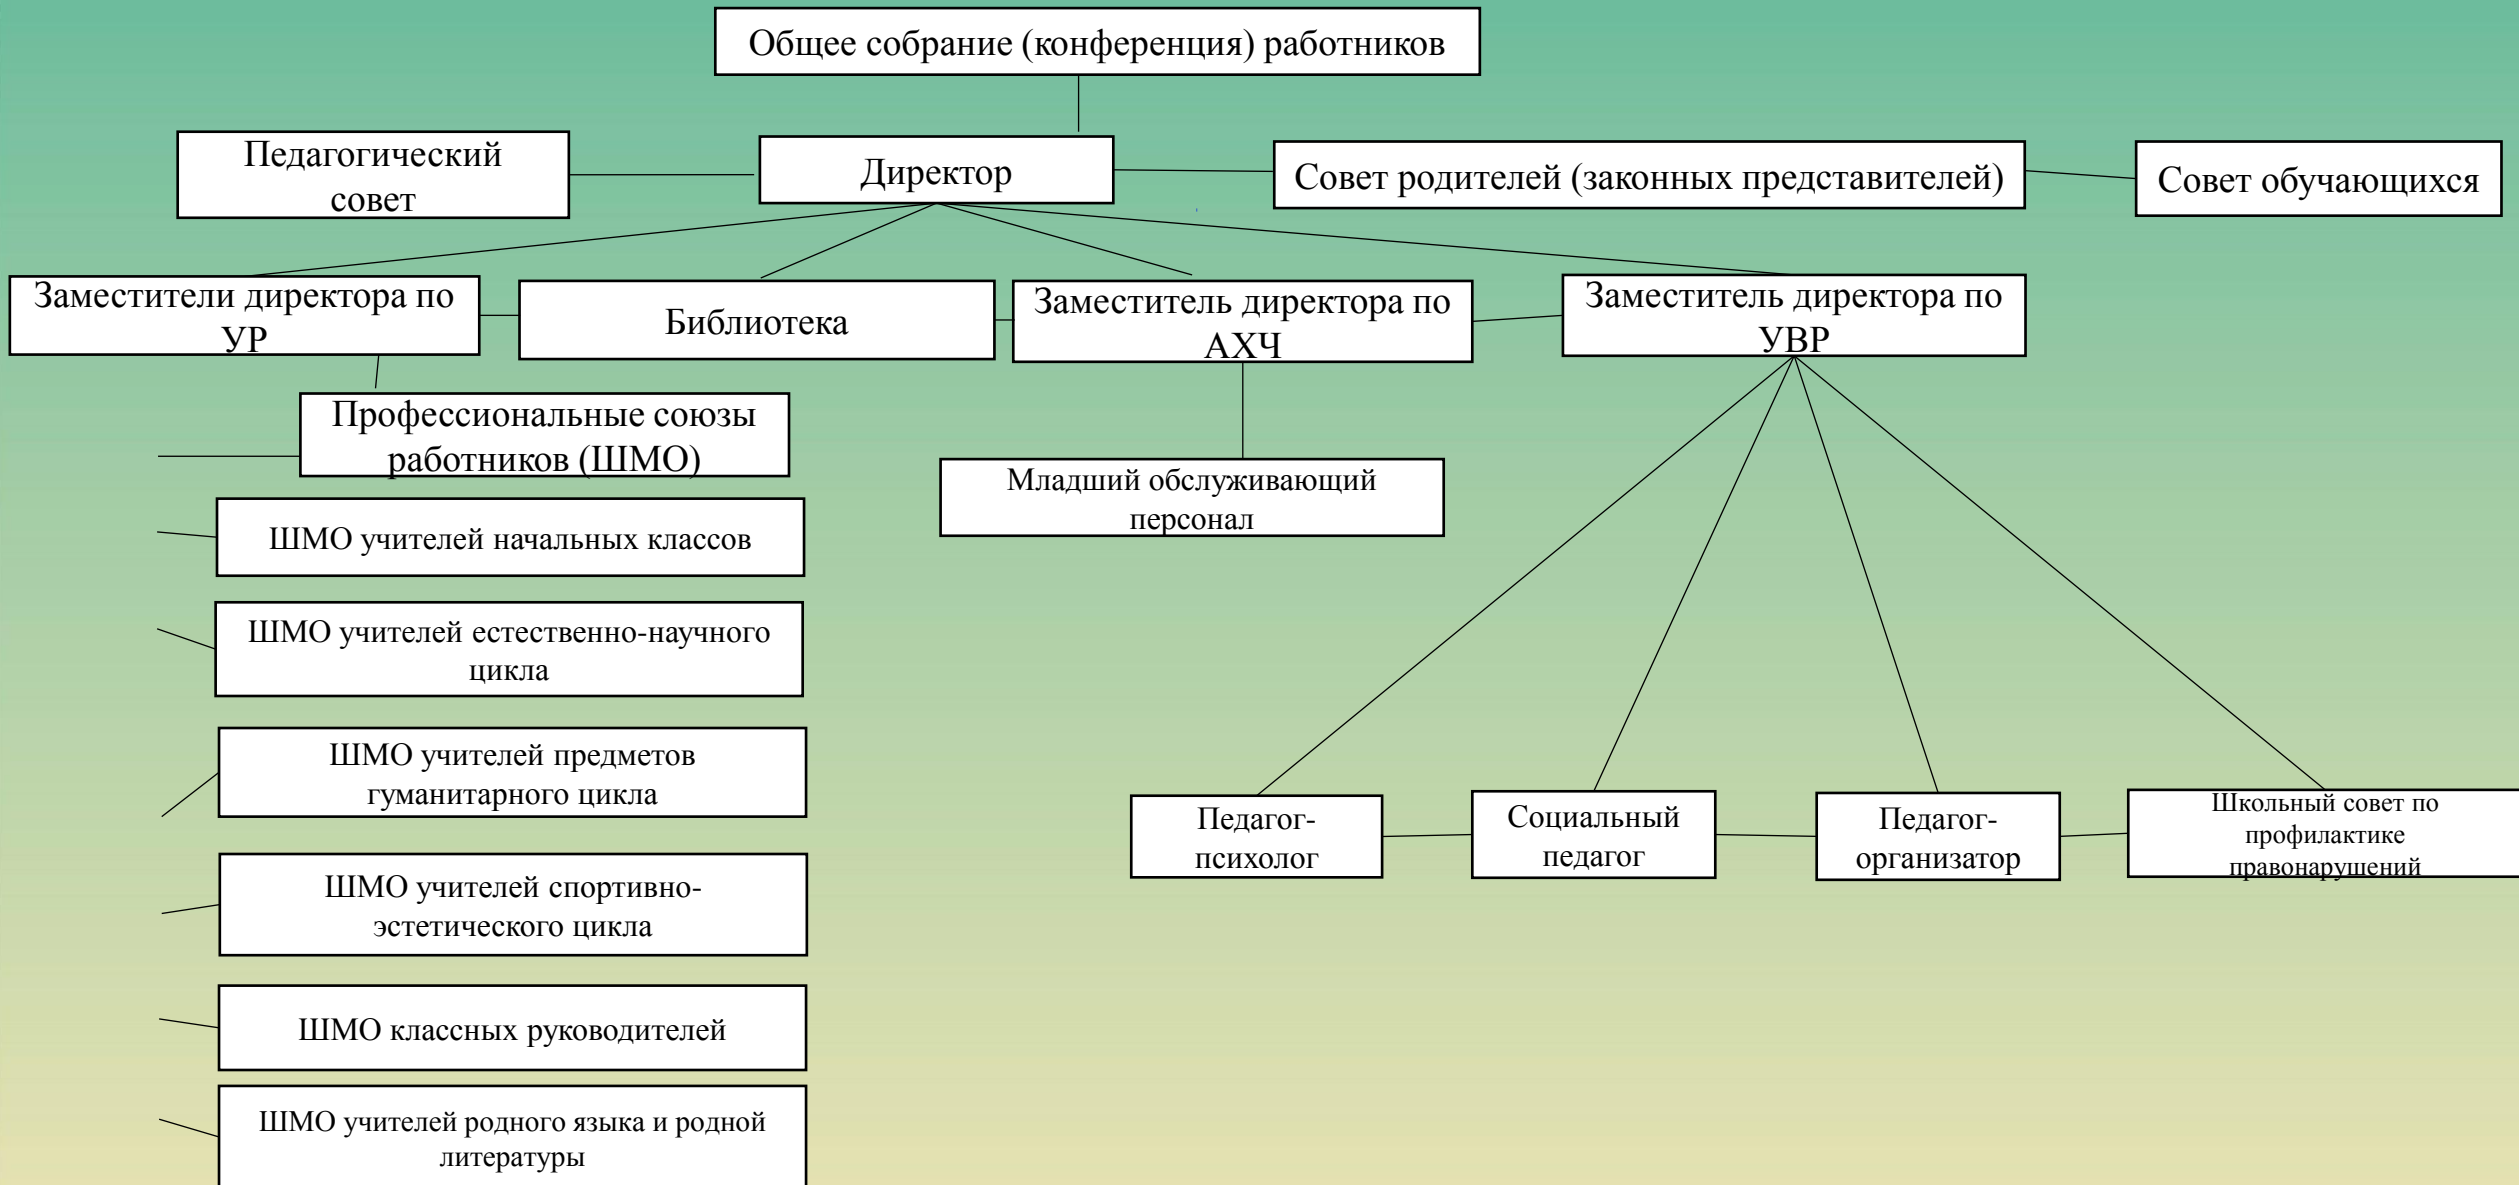 Общее собрание (конференция) работников
Педагогический
совет
Директор
Совет родителей (законных представителей)
Совет обучающихся
Заместители директора по
УР
Библиотека
Заместитель директора по
АХЧ
Заместитель директора по
УВР
Профессиональные союзы
работников (ШМО)
Младший обслуживающий
персонал
ШМО учителей начальных классов
ШМО учителей естественно-научного
цикла
ШМО учителей предметов
гуманитарного цикла
ШМО учителей спортивно-
эстетического цикла
ШМО классных руководителей
ШМО учителей родного языка и родной
литературы
Педагог-
психолог
Социальный
педагог
Педагог-
организатор
Школьный совет по
профилактике
правонарушений